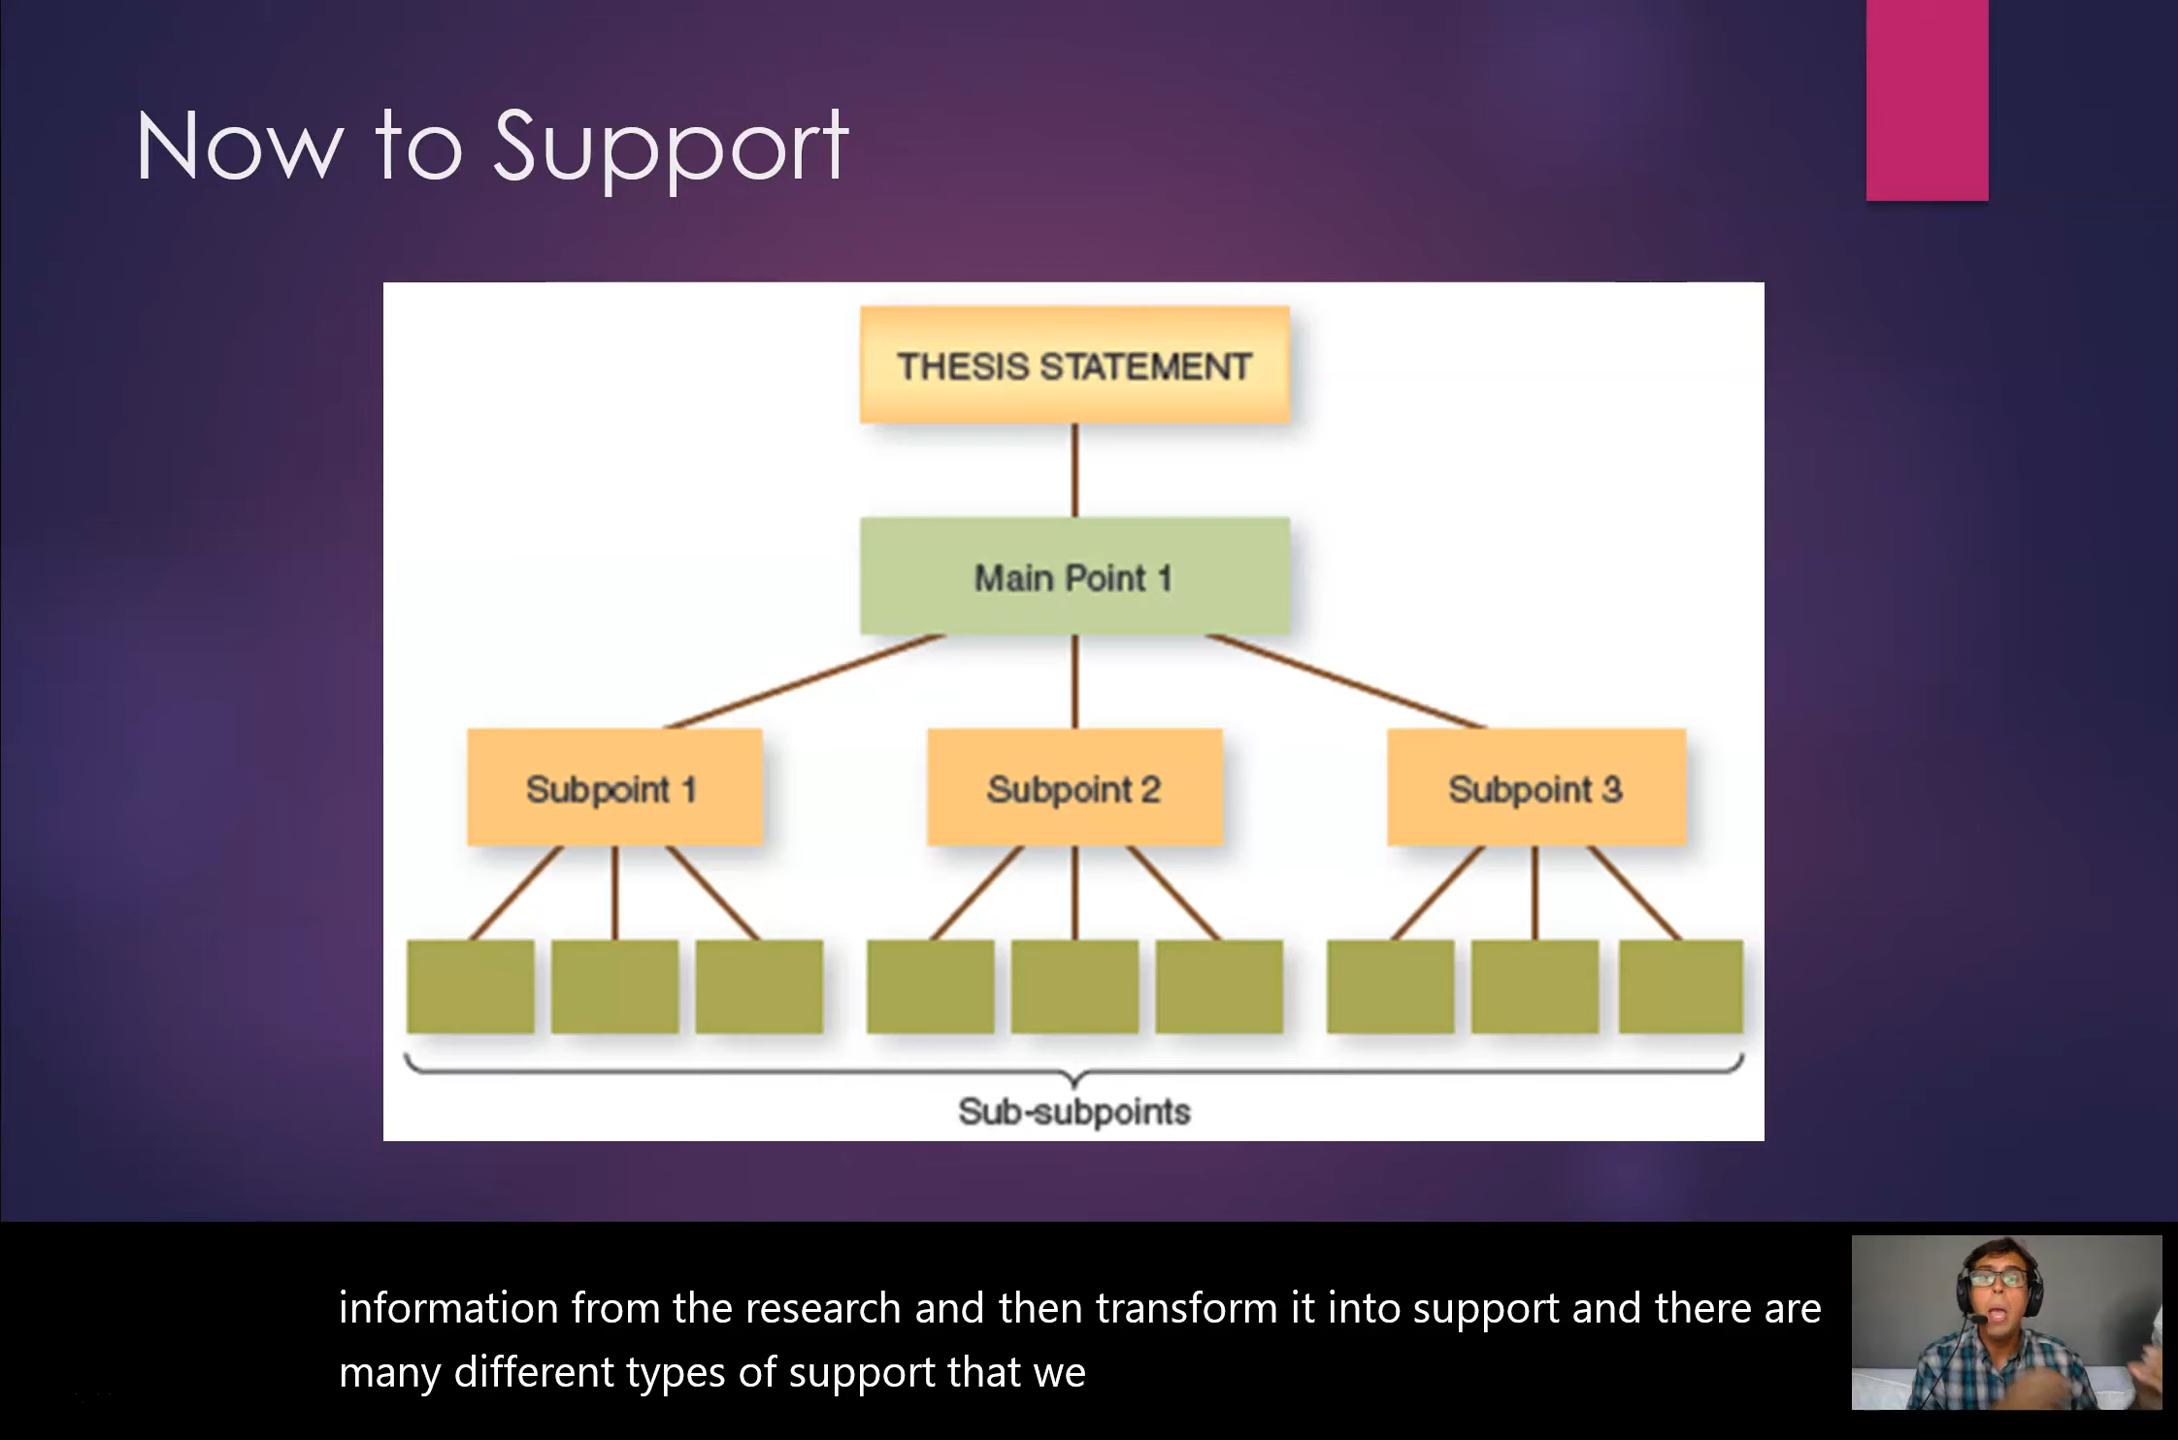 Now to Support
THESIS STATEMENT
Main Point 1
Subpoint 1
Subpoint 2
Subpoint 3
Sub-subpoints
information from the research and then transform it into support and there are
many different types of support that we